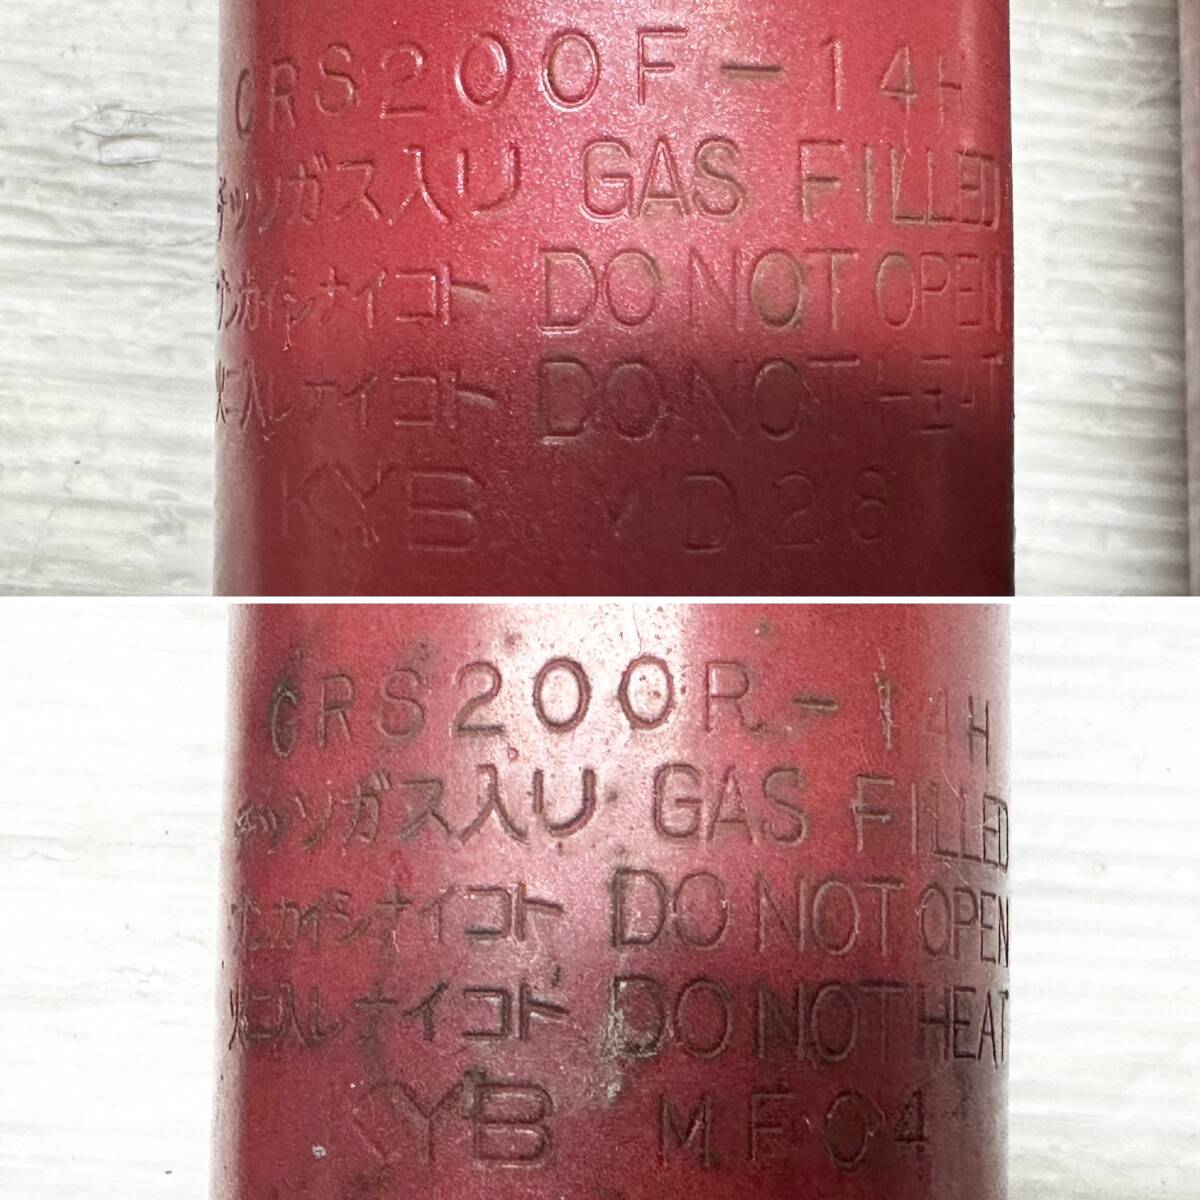 CRS200F-14H
チッソガス入リ GAS FILLED
ブンカイシナイコト DO NOT OPEN
火ニ入レナイコト DO NOT HEAT
KYB YD28
CRS200R-14H
チッソガス入リ GAS FILLED
ブンカイシナイコト DO NOT OPEN
火ニ入レナイコト DO NOT HEAT
KYB MF04